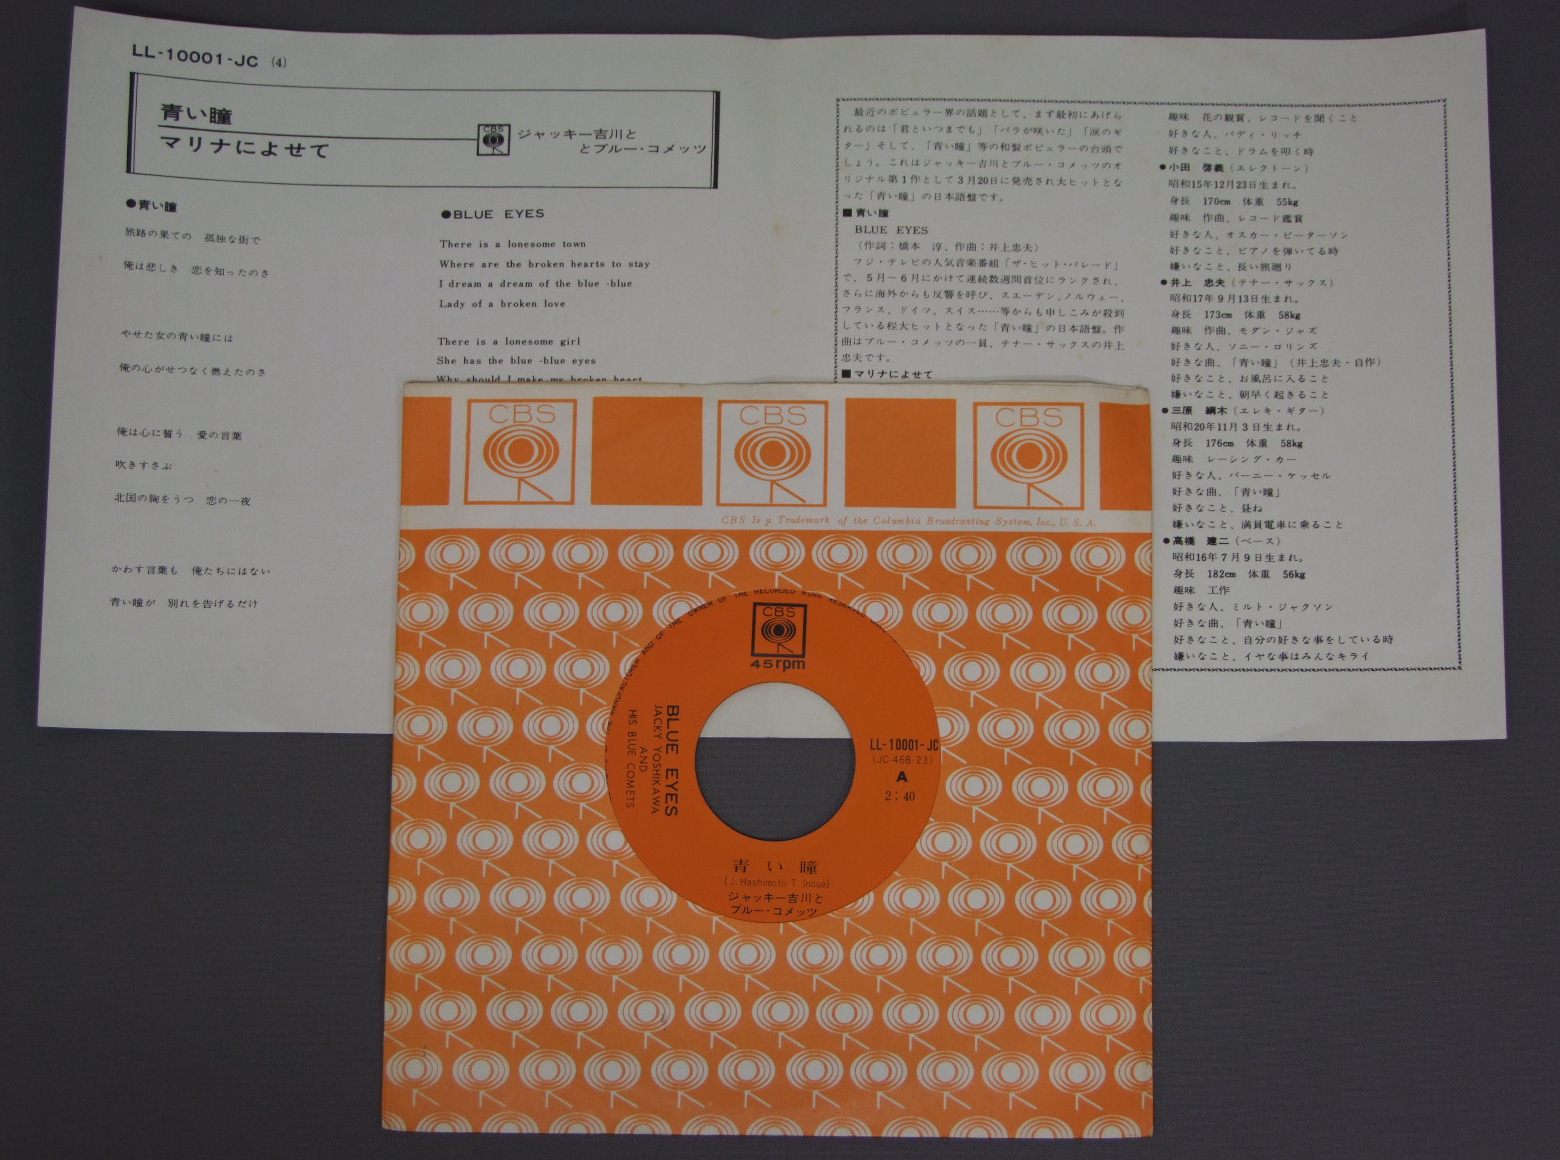 LL-10001-JC (4)
青い瞳
マリナによせて
CBS
ジャッキー吉川と
とブルー・コメッツ
●青い瞳
旅路の果ての 孤独な街で
俺は悲しき 恋を知ったのさ
やせた女の青い瞳には
俺の心がせつなく燃えたのさ
俺は心に誓う 愛の言葉
吹きすさぶ
北国の胸をうつ 恋の一夜
かわす言葉も 俺たちにはない
青い瞳が 別れを告げるだけ
●BLUE EYES
There is a lonesome town
Where are the broken hearts to stay
I dream a dream of the blue -blue
Lady of a broken love
There is a lonesome girl
She has the blue -blue eyes
Why should I make my broken heart
最近のポピュラー界の話題として、まず最初にあげら
れるのは「君といつまでも」「バラが咲いた」「涙のギ
ター」そして、「青い瞳」等の和製ポピュラーの台頭で
しょう。これはジャッキー吉川とブルー・コメッツのオ
リジナル第1作として3月20日に発売され大ヒットとな
った「青い瞳」の日本語盤です。
■青い瞳
BLUE EYES
(作詞：橋本 淳、作曲：井上忠夫)
フジ・テレビの人気音楽番組「ザ・ヒット・パレード」
で、5月～6月にかけて連続数週間首位にランクされ、
さらに海外からも反響を呼び、スエーデン、ノルウェー、
フランス、ドイツ、スイス……等からも申しこみが殺到
している程大ヒットとなった「青い瞳」の日本語盤。作
曲はブルー・コメッツの一員、テナー・サックスの井上
忠夫です。
■マリナによせて
趣味 花の観賞、レコードを聞くこと
好きな人、バディ・リッチ
好きなこと、ドラムを叩く時
●小田 啓義(エレクトーン)
昭和15年12月23日生まれ。
身長 170cm 体重 55kg
趣味 作曲、レコード鑑賞
好きな人、オスカー・ピーターソン
好きなこと、ピアノを弾いてる時
嫌いなこと、長い旅廻り
●井上 忠夫(テナー・サックス)
昭和17年9月13日生まれ。
身長 173cm 体重 58kg
趣味 作曲、モダン・ジャズ
好きな人、ソニー・ロリンズ
好きな曲、「青い瞳」(井上忠夫・自作)
好きなこと、お風呂に入ること
嫌いなこと、朝早く起きること
●三原 綱木(エレキ・ギター)
昭和20年11月3日生まれ。
身長 176cm 体重 58kg
趣味 レーシング・カー
好きな人、バーニー・ケッセル
好きな曲、「青い瞳」
好きなこと、昼ね
嫌いなこと、満員電車に乗ること
●高橋 建二(ベース)
昭和16年7月9日生まれ。
身長 182cm 体重 56kg
趣味 工作
好きな人、ミルト・ジャクソン
好きな曲、「青い瞳」
好きなこと、自分の好きな事をしている時
嫌いなこと、イヤな事はみんなキライ
CBS
CBS
CBS
CBS Is a Trademark of the Columbia Broadcasting System, Inc., U. S. A.
MANUFACTURER AND OF THE OWNER OF THE RECORDED WORK RESERVED
CBS
45rpm
BLUE EYES
JACKY YOSHIKAWA
AND
HIS BLUE COMETS
LL-10001-JC
(JC-468-23)
A
2：40
青い瞳
(J. Hashimoto-T. Inoue)
ジャッキー吉川と
ブルー・コメッツ